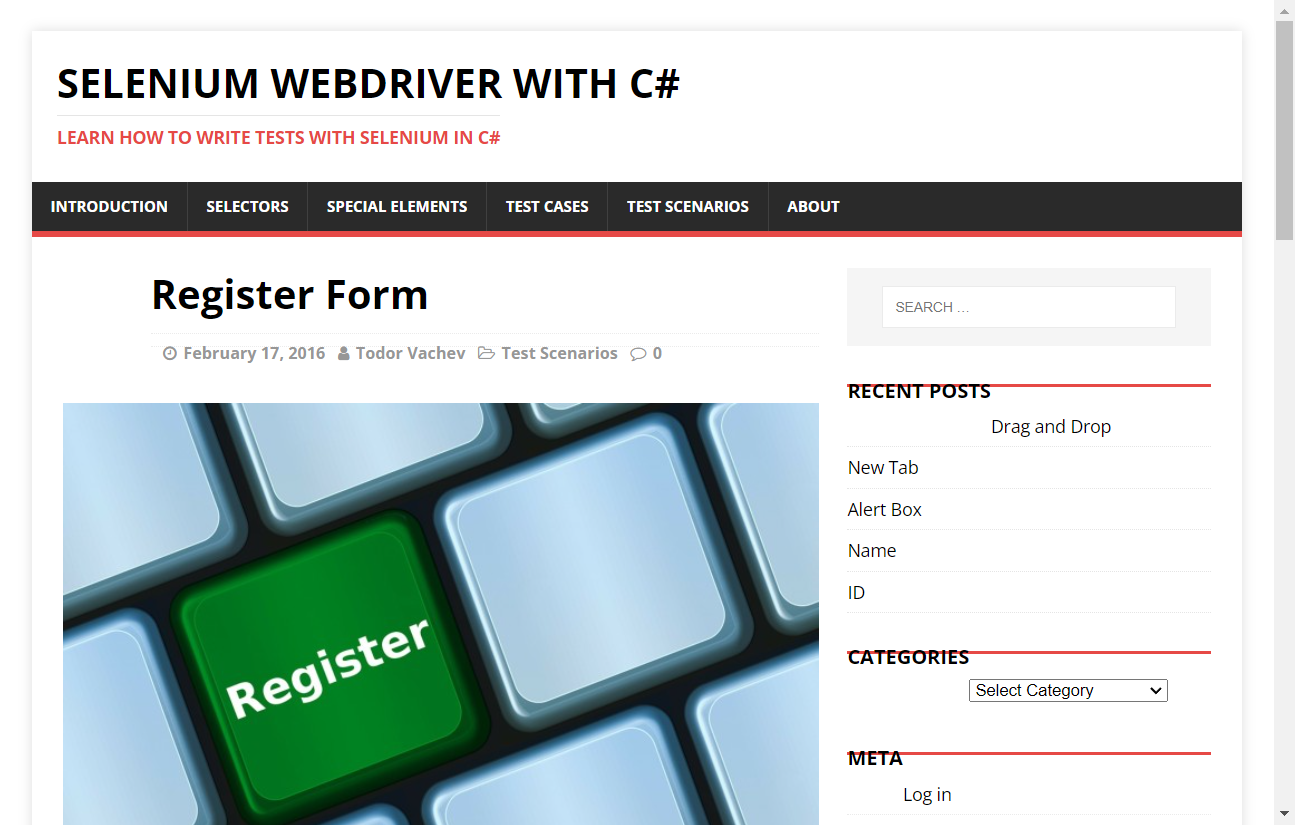 SELENIUM WEBDRIVER WITH C#
LEARN HOW TO WRITE TESTS WITH SELENIUM IN C#
INTRODUCTION SELECTORS SPECIAL ELEMENTS TEST CASES TEST SCENARIOS ABOUT
Register Form
February 17, 2016 Todor Vachev Test Scenarios 0
Register
SEARCH …
RECENT POSTS
Drag and Drop
New Tab
Alert Box
Name
ID
CATEGORIES
Select Category
META
Log in